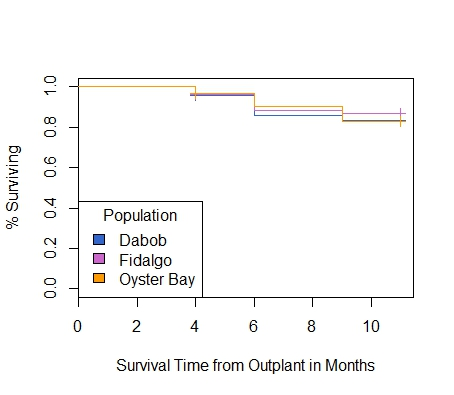 % Surviving
1.0
0.8
0.6
0.4
0.2
0.0
Population
Dabob
Fidalgo
Oyster Bay
0 2 4 6 8 10
Survival Time from Outplant in Months